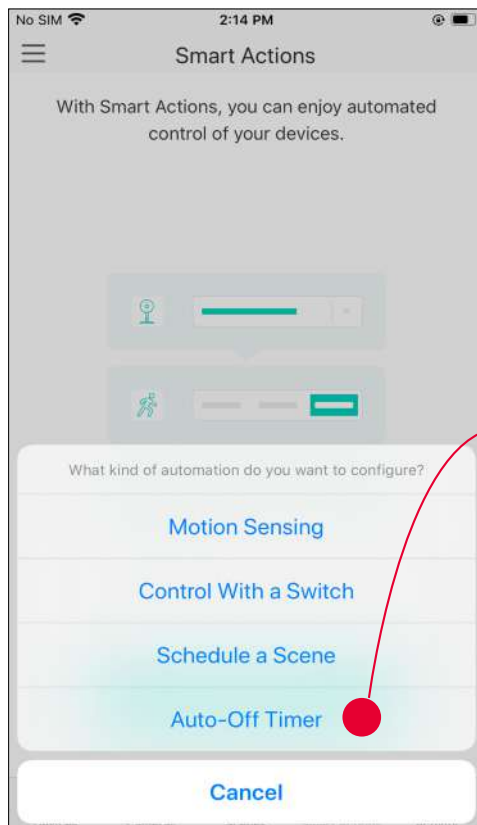 No SIM 2:14 PM
Smart Actions
With Smart Actions, you can enjoy automated
control of your devices.
What kind of automation do you want to configure?
Motion Sensing
Control With a Switch
Schedule a Scene
Auto-Off Timer
Cancel